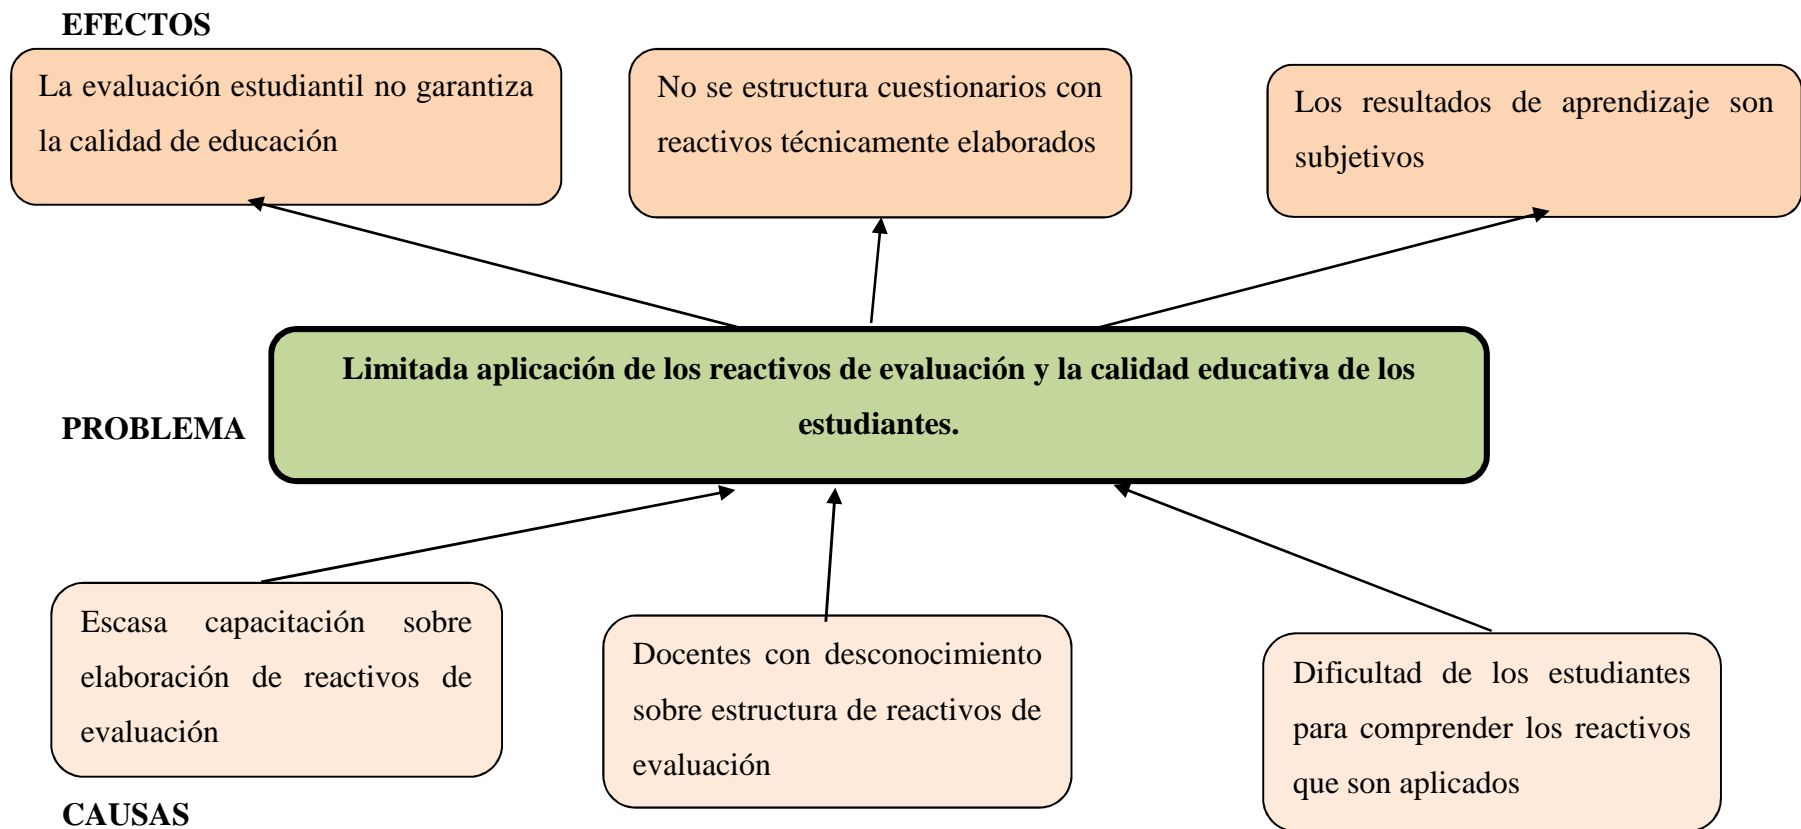 EFECTOS
La evaluación estudiantil no garantiza
la calidad de educación
No se estructura cuestionarios con
reactivos técnicamente elaborados
Los resultados de aprendizaje son
subjetivos
Limitada aplicación de los reactivos de evaluación y la calidad educativa de los
estudiantes.
PROBLEMA
Escasa capacitación sobre
elaboración de reactivos de
evaluación
Docentes con desconocimiento
sobre estructura de reactivos de
evaluación
Dificultad de los estudiantes
para comprender los reactivos
que son aplicados
CAUSAS